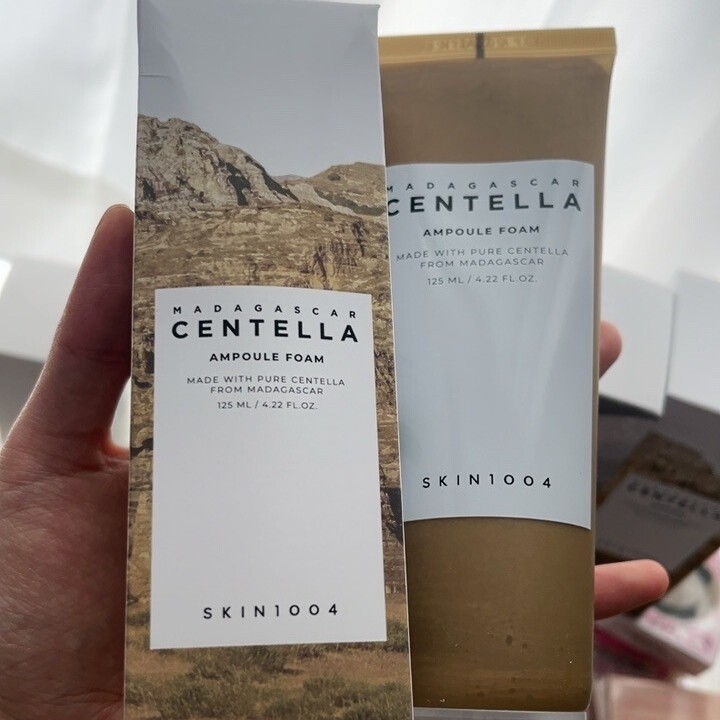 MADAGASCAR
CENTELLA
AMPOULE FOAM
MADE WITH PURE CENTELLA
FROM MADAGASCAR
125 ML / 4.22 FL.OZ.
SKIN1004
MADAGASCAR
CENTELLA
AMPOULE FOAM
MADE WITH PURE CENTELLA
FROM MADAGASCAR
125 ML / 4.22 FL.OZ.
SKIN1004
CENTELLA